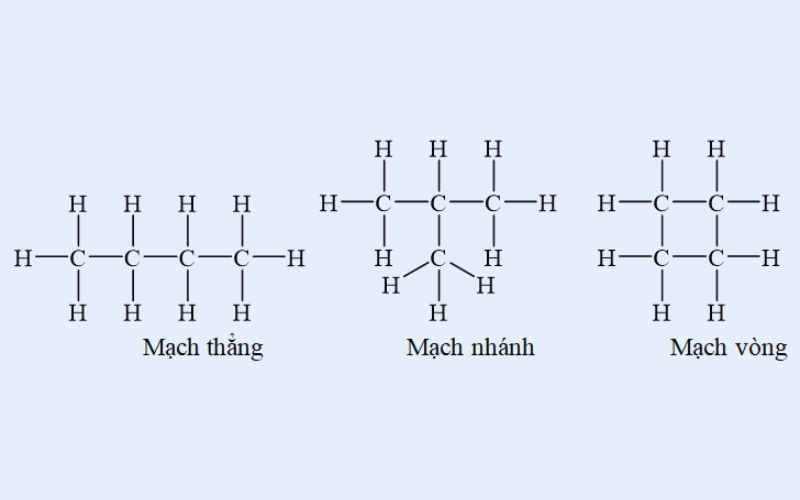 H H H H
H C C C C H
H H H H
Mạch thẳng
H H H
H C C C H
H C H
H H
H
Mạch nhánh
H H
H C C H
H C C H
H H
Mạch vòng